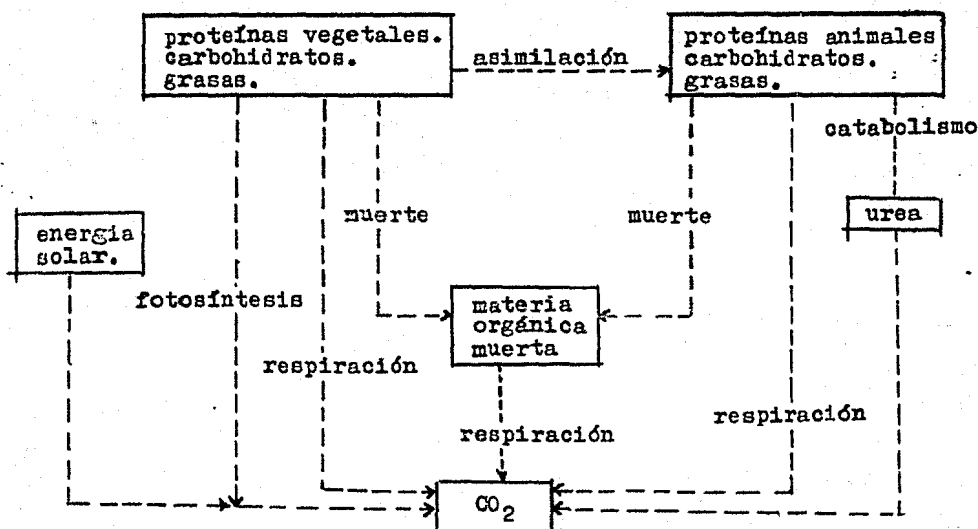 proteínas vegetales.
carbohidratos.
grasas.
asimilación
proteínas animales
carbohidratos.
grasas.
catabolismo
muerte
muerte
urea
energía
solar.
fotosíntesis
materia
orgánica
muerta
respiración
respiración
respiración
CO₂